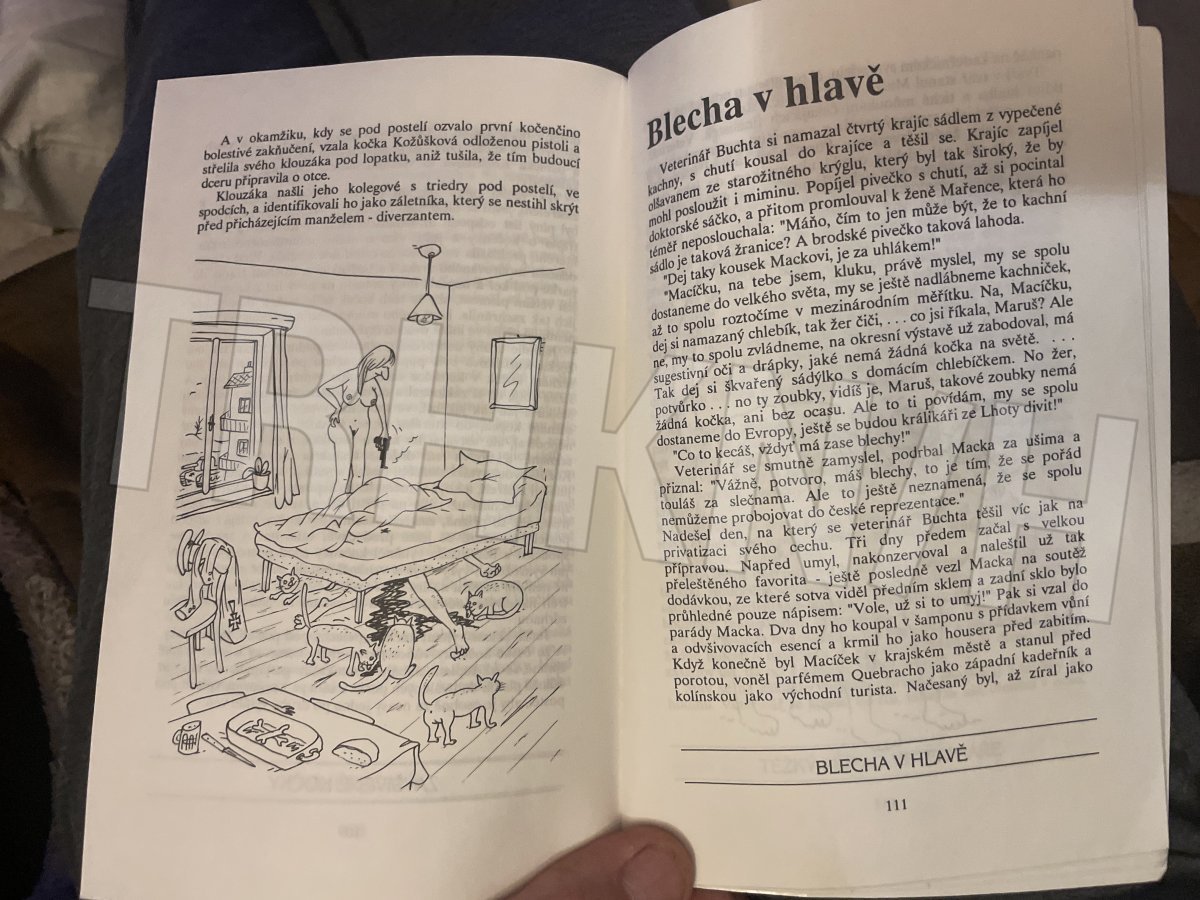 A v okamžiku, kdy se pod postelí ozvalo první kočenčino
bolestivé zakňučení, vzala kočka Kožůšková odloženou pistoli a
střelila svého klouzáka pod lopatku, aniž tušila, že tím budoucí
dceru připravila o otce.
Klouzáka našli jeho kolegové s triedry pod postelí, ve
spodcích, a identifikovali ho jako záletníka, který se nestihl skrýt
před přicházejícím manželem - diverzantem.
Blecha v hlavě
Veterinář Buchta si namazal čtvrtý krajíc sádlem z vypečené
kachny, s chutí kousal do krajíce a těšil se. Krajíc zapíjel
olšavanem ze starožitného krýglu, který byl tak široký, že by
mohl posloužit i miminu. Popíjel pivečko s chutí, až si pocintal
doktorské sáčko, a přitom promlouval k ženě Mařence, která ho
téměř neposlouchala: "Máňo, čím to jen může být, že to kachní
sádlo je taková žranice? A brodské pivečko taková lahoda.
"Dej taky kousek Mackovi, je za uhlákem!"
"Macíčku, na tebe jsem, kluku, právě myslel, my se spolu
dostaneme do velkého světa, my se ještě nadlábneme kachniček,
až to spolu roztočíme v mezinárodním měřítku. Na, Macíčku,
dej si namazaný chlebík, tak žer čiči, . . . co jsi říkala, Maruš? Ale
ne, my to spolu zvládneme, na okresní výstavě už zabodoval, má
sugestivní oči a drápky, jaké nemá žádná kočka na světě. . . .
Tak dej si škvařený sádýlko s domácím chlebíčkem. No žer,
potvůrko . . . no ty zoubky, vidíš je, Maruš, takové zoubky nemá
žádná kočka, ani bez ocasu. Ale to ti povídám, my se spolu
dostaneme do Evropy, ještě se budou králikáři ze Lhoty divit!"
"Co to kecáš, vždyť má zase blechy!"
Veterinář se smutně zamyslel, podrbal Macka za ušima a
přiznal: "Vážně, potvoro, máš blechy, to je tím, že se pořád
touláš za slečnama. Ale to ještě neznamená, že se spolu
nemůžeme probojovat do české reprezentace."
Nadešel den, na který se veterinář Buchta těšil víc jak na
privatizaci svého cechu. Tři dny předem začal s velkou
přípravou. Napřed umyl, nakonzervoval a naleštil už tak
přeleštěného favorita - ještě posledně vezl Macka na soutěž
dodávkou, ze které sotva viděl předním sklem a zadní sklo bylo
průhledné pouze nápisem: "Vole, už si to umyj!" Pak si vzal do
parády Macka. Dva dny ho koupal v šamponu s přídavkem vůní
a odvšivovacích esencí a krmil ho jako housera před zabitím.
Když konečně byl Macíček v krajském městě a stanul před
porotou, voněl parfémem Quebracho jako západní kadeřník a
kolínskou jako východní turista. Načesaný byl, až zíral jako
BLECHA V HLAVĚ
111
TRHKNIH